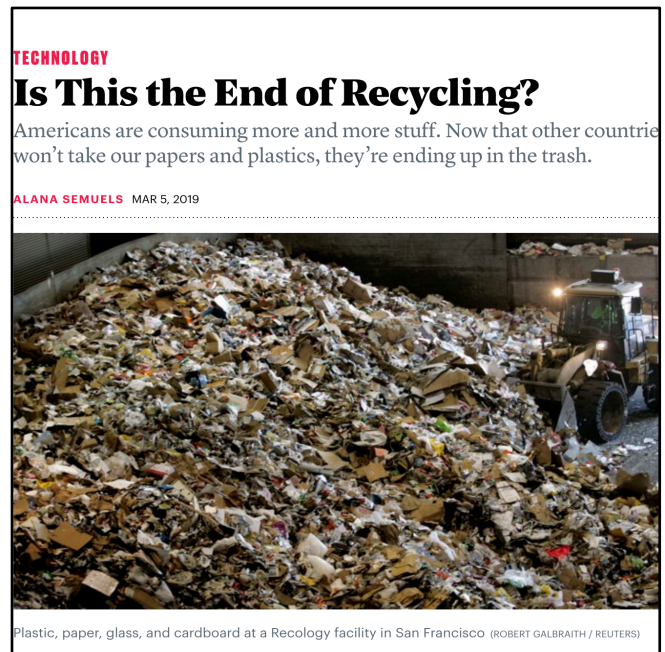 TECHNOLOGY
Is This the End of Recycling?
Americans are consuming more and more stuff. Now that other countrie
won’t take our papers and plastics, they’re ending up in the trash.
ALANA SEMUELS MAR 5, 2019
Plastic, paper, glass, and cardboard at a Recology facility in San Francisco (ROBERT GALBRAITH / REUTERS)